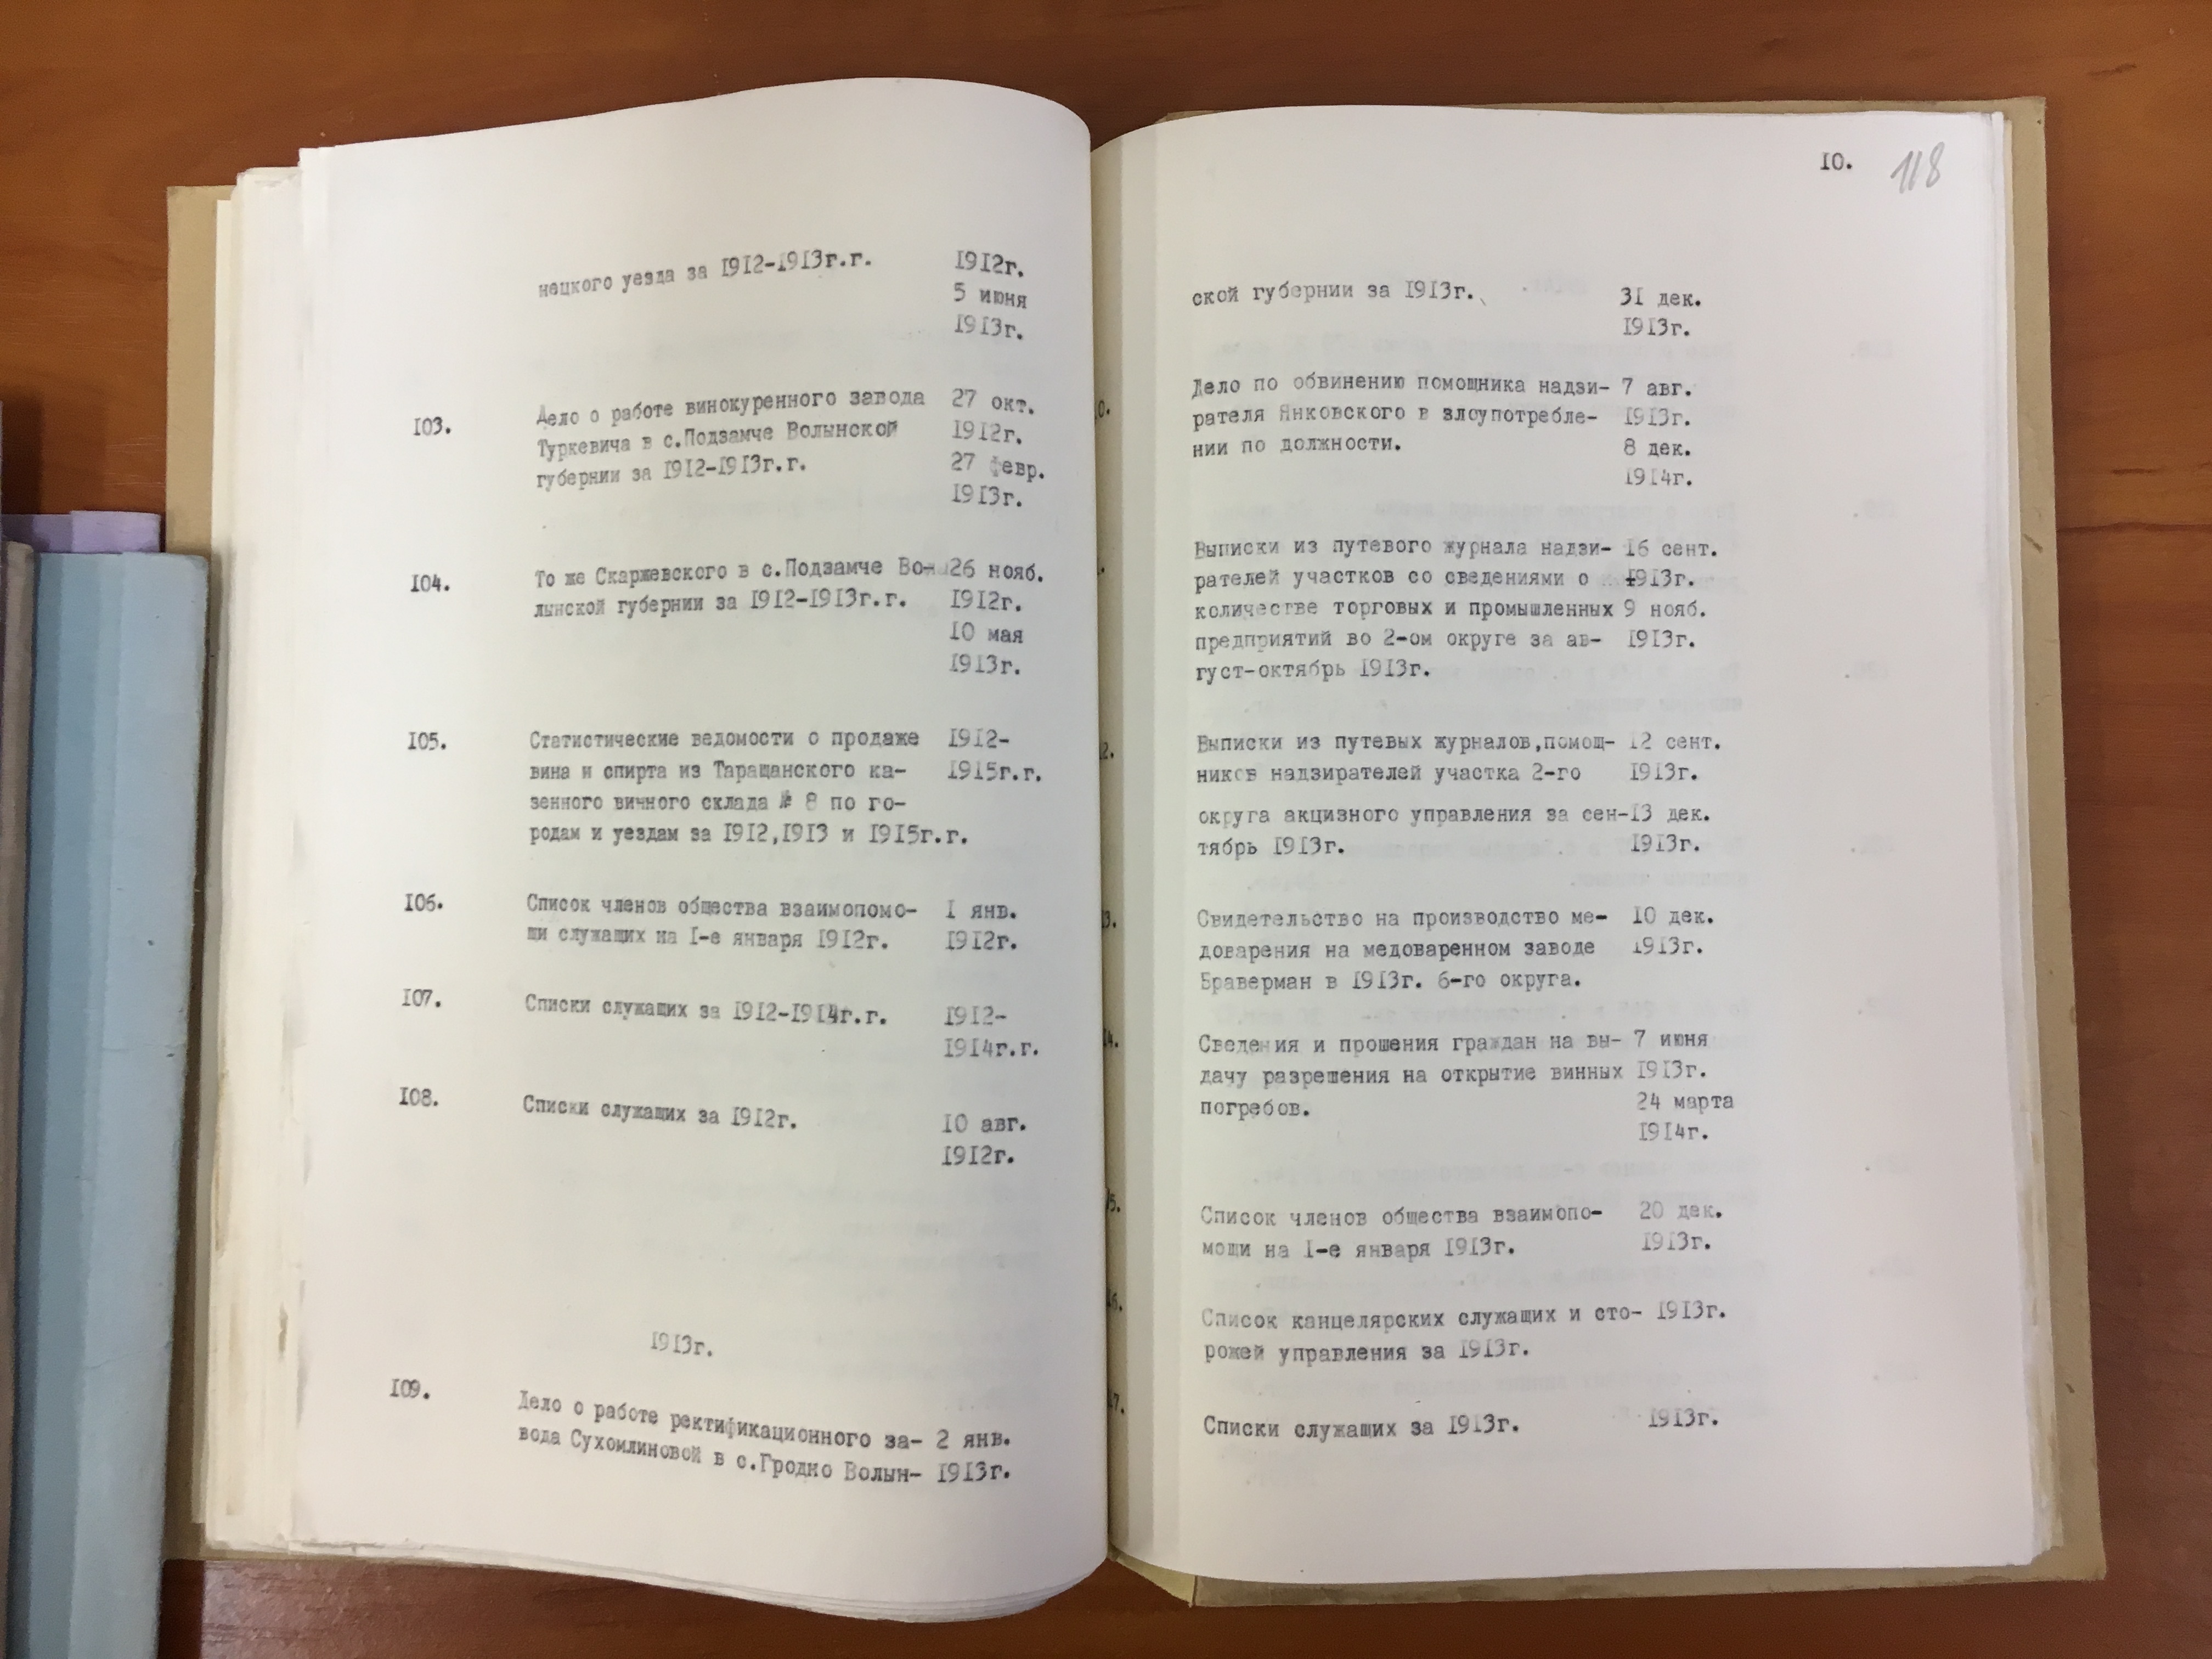 нецкого уезда за 1912-1913г.г. 1912г.
5 июня
1913г.
103. Дело о работе винокуренного завода 27 окт.
Туркевича в с.Подзамче Волынской 1912г.
губернии за 1912-1913г.г. 27 февр.
1913г.
104. То же Скаржевского в с.Подзамче Во- 26 нояб.
лынской губернии за 1912-1913г.г. 1912г.
10 мая
1913г.
105. Статистические ведомости о продаже 1912-
вина и спирта из Таращанского ка- 1915г.г.
зенного вичного склада № 8 по го-
родам и уездам за 1912,1913 и 1915г.г.
106. Список членов общества взаимопомо- 1 янв.
щи служащих на 1-е января 1912г. 1912г.
107. Списки служащих за 1912-1914г.г. 1912-
1914г.г.
108. Списки служащих за 1912г. 10 авг.
1912г.
1913г.
109. Дело о работе ректификационного за- 2 янв.
вода Сухомлиновой в с.Гродно Волын- 1913г.
10. 118
ской губернии за 1913г. 31 дек.
1913г.
0. Дело по обвинению помощника надзи- 7 авг.
рателя Янковского в злоупотребле- 1913г.
нии по должности. 8 дек.
1914г.
Выписки из путевого журнала надзи- 16 сент.
рателей участков со сведениями о 1913г.
количестве торговых и промышленных 9 нояб.
предприятий во 2-ом округе за ав- 1913г.
густ-октябрь 1913г.
2. Выписки из путевых журналов,помощ- 12 сент.
ников надзирателей участка 2-го 1913г.
округа акцизного управления за сен- 13 дек.
тябрь 1913г. 1913г.
3. Свидетельство на производство ме- 10 дек.
доварения на медоваренном заводе 1913г.
Браверман в 1913г. 6-го округа.
4. Сведения и прошения граждан на вы- 7 июня
дачу разрешения на открытие винных 1913г.
погребов. 24 марта
1914г.
5. Список членов общества взаимопо- 20 дек.
мощи на 1-е января 1913г. 1913г.
6. Список канцелярских служащих и сто- 1913г.
рожей управления за 1913г.
7. Списки служащих за 1913г. 1913г.